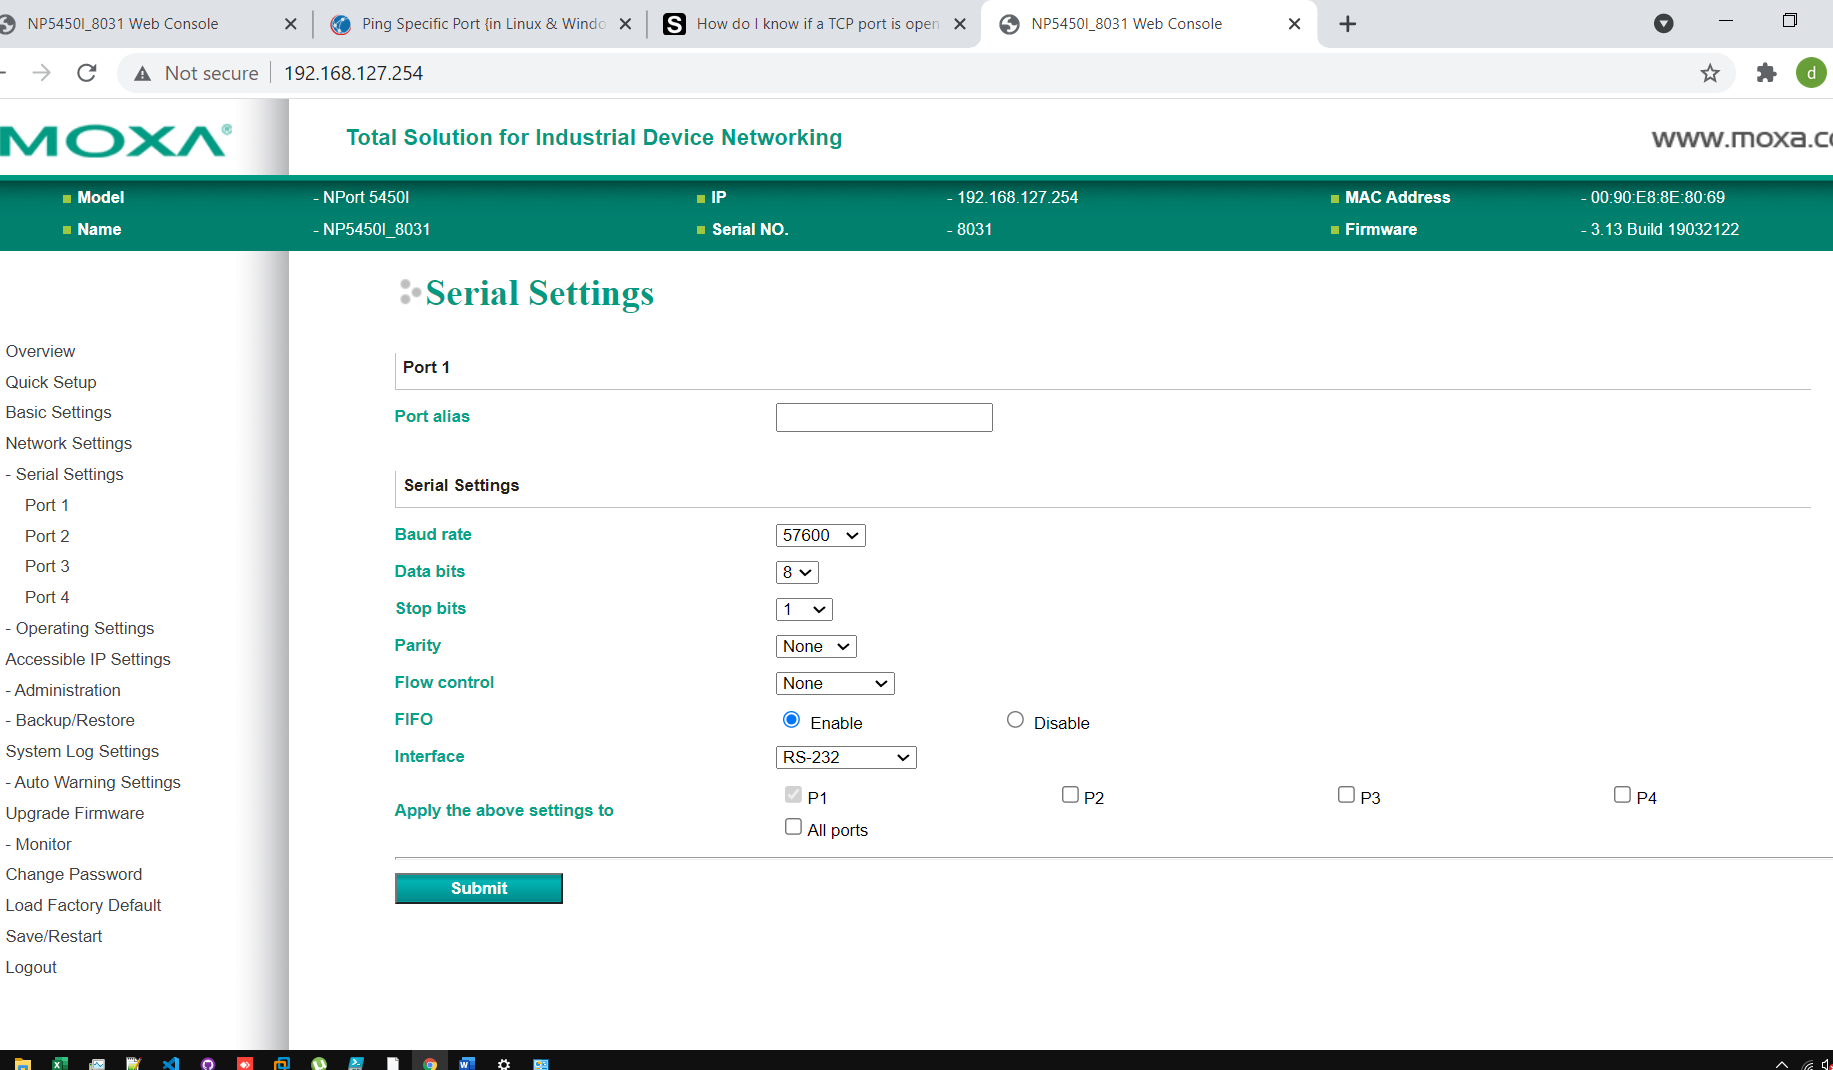 NP5450I_8031 Web Console
Ping Specific Port {in Linux & Windo
How do I know if a TCP port is open
NP5450I_8031 Web Console
Not secure
192.168.127.254
d
MOXA®
Total Solution for Industrial Device Networking
www.moxa.co
Model - NPort 5450I IP - 192.168.127.254 MAC Address - 00:90:E8:8E:80:69
Name - NP5450I_8031 Serial NO. - 8031 Firmware - 3.13 Build 19032122
Overview
Quick Setup
Basic Settings
Network Settings
- Serial Settings
Port 1
Port 2
Port 3
Port 4
- Operating Settings
Accessible IP Settings
- Administration
- Backup/Restore
System Log Settings
- Auto Warning Settings
Upgrade Firmware
- Monitor
Change Password
Load Factory Default
Save/Restart
Logout
Serial Settings
Port 1
Port alias
Serial Settings
Baud rate 57600
Data bits 8
Stop bits 1
Parity None
Flow control None
FIFO Enable Disable
Interface RS-232
Apply the above settings to P1 P2 P3 P4
All ports
Submit